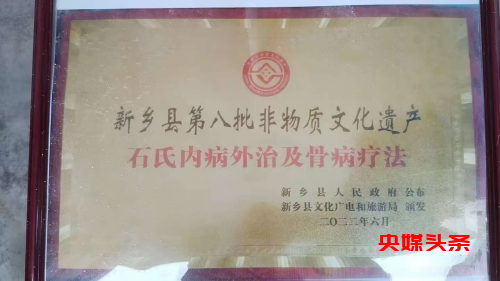 新乡县第八批非物质文化遗产
石氏内病外治及骨病疗法
新乡县人民政府 公布
新乡县文化广电和旅游局 颁发
二〇二二年六月
央媒头条